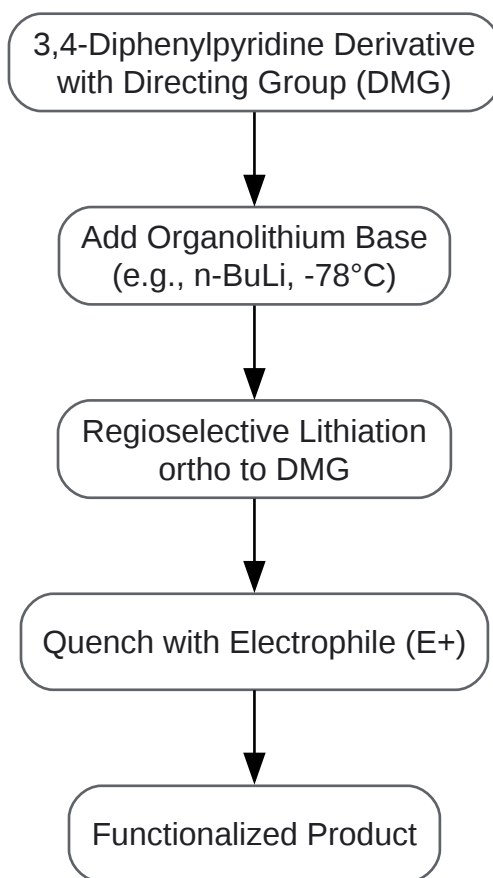 3,4-Diphenylpyridine Derivative
with Directing Group (DMG)
Add Organolithium Base
(e.g., n-BuLi, -78°C)
Regioselective Lithiation
ortho to DMG
Quench with Electrophile (E+)
Functionalized Product